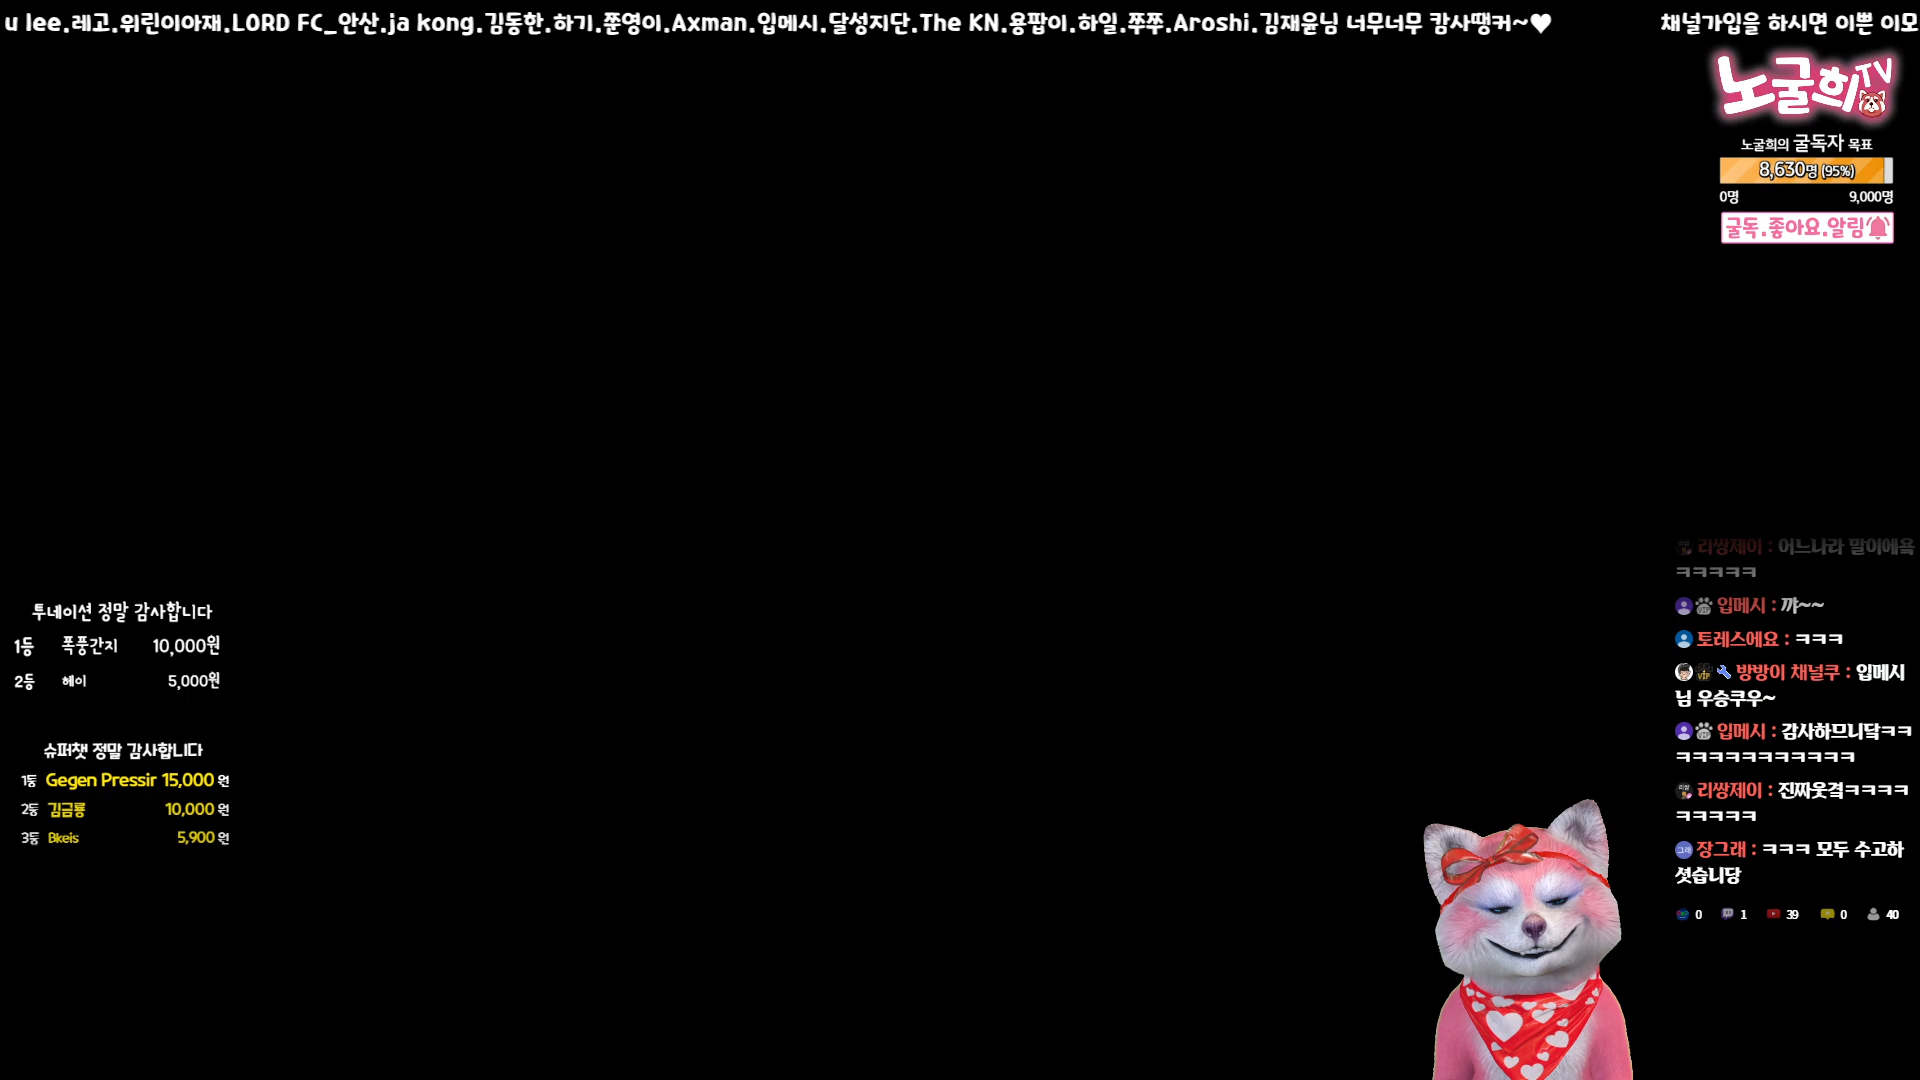 u lee.레고.위린이아재.LORD FC_안산.ja kong.김동한.하기.쭌영이.Axman.입메시.달성지단.The KN.용팝이.하일.쭈쭈.Aroshi.김재윤님 너무너무 캄사땡커~♥
채널가입을 하시면 이쁜 이모
노굴희TV
노굴희의 굴독자 목표
8,630명 (95%)
0명 9,000명
굴독.좋아요.알림
투네이션 정말 감사합니다
1등 폭풍간지 10,000원
2등 헤이 5,000원
슈퍼챗 정말 감사합니다
1등 Gegen Pressir 15,000 원
2등 김금룡 10,000 원
3등 Bkeis 5,900 원
리쌍제이 : 어느나라 말이에욬
ㅋㅋㅋㅋㅋ
입메시 : 꺄~~
토레스에요 : ㅋㅋㅋ
VIP 방방이 채널쿠 : 입메시
님 우승쿠우~
입메시 : 감사하므니닼ㅋㅋ
ㅋㅋㅋㅋㅋㅋㅋㅋㅋㅋㅋ
리쌍제이 : 진짜웃겍ㅋㅋㅋㅋ
ㅋㅋㅋㅋㅋ
그래 장그래 : ㅋㅋㅋ 모두 수고하
셧습니당
0 1 39 0 40